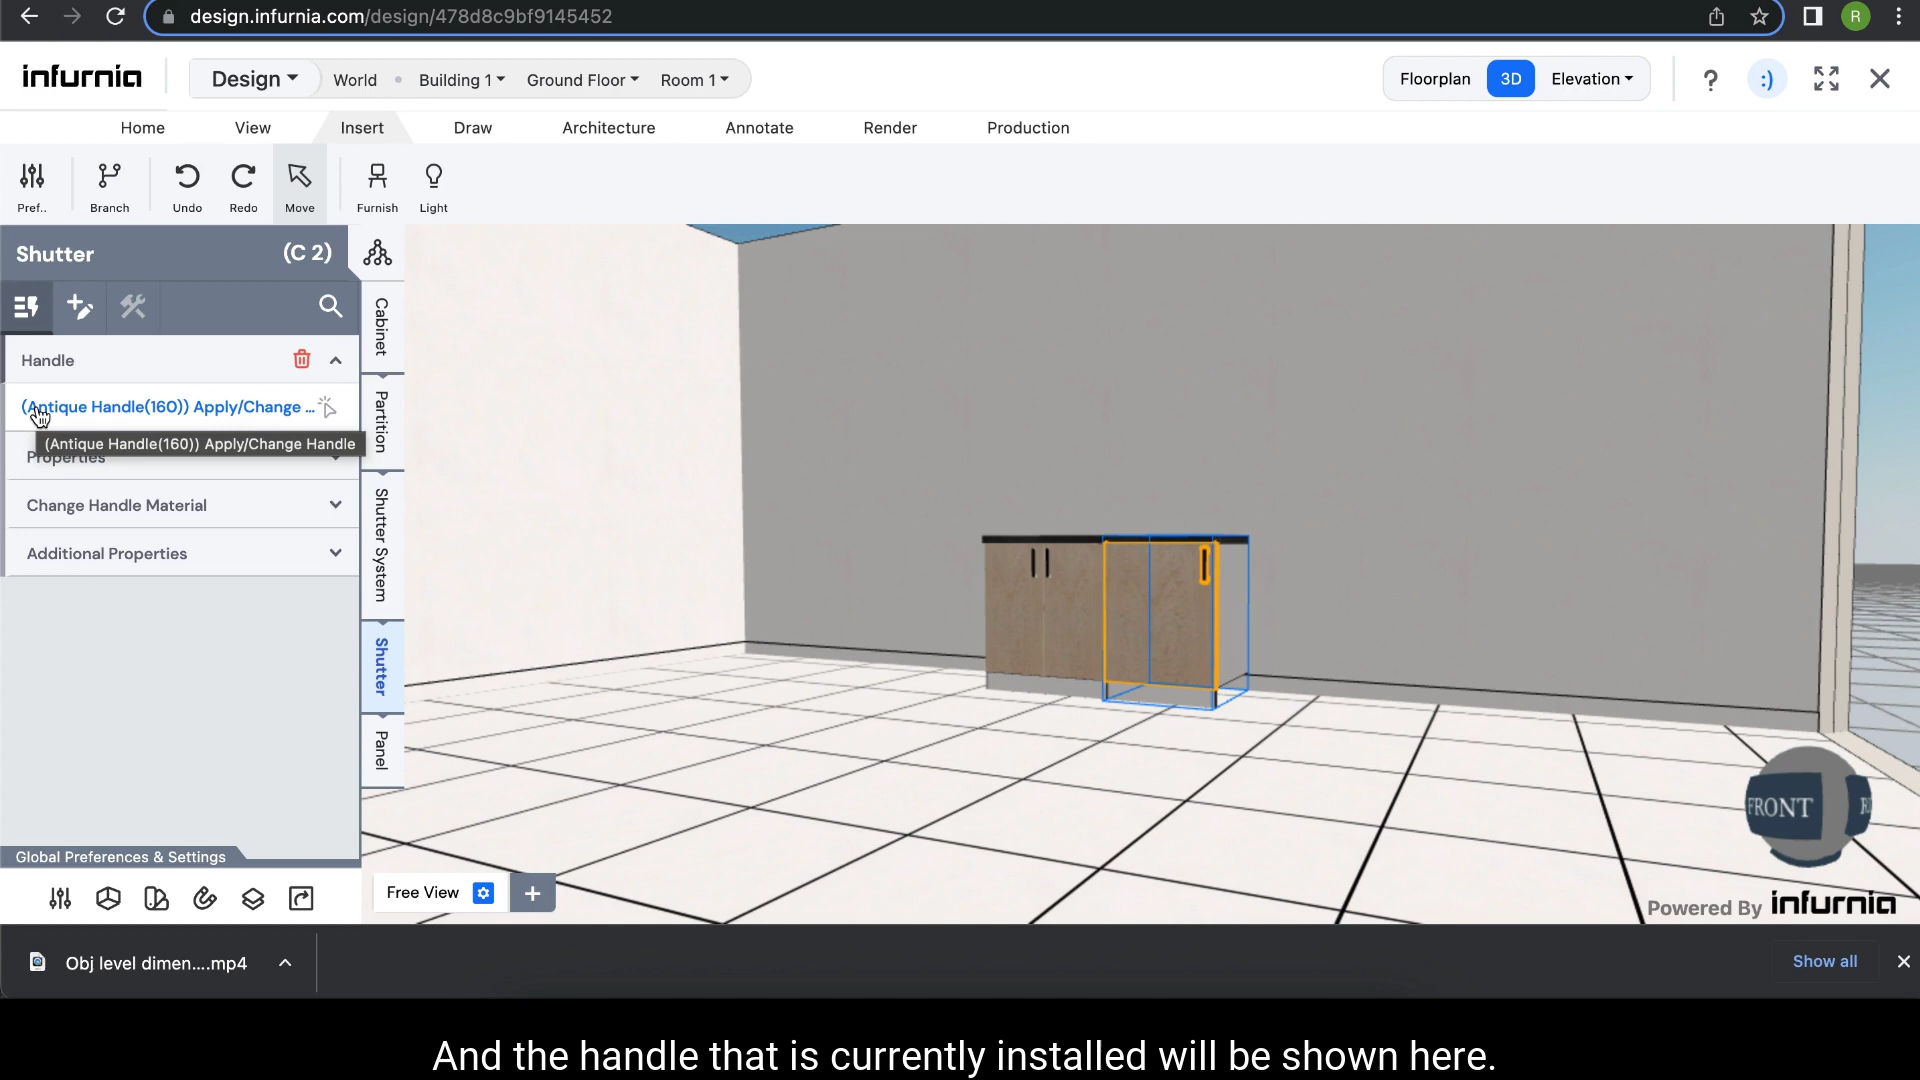 design.infurnia.com/design/478d8c9bf9145452
R
infurnia
Design
World
Building 1
Ground Floor
Room 1
Floorplan
3D
Elevation
?
:)
Home
View
Insert
Draw
Architecture
Annotate
Render
Production
Pref..
Branch
Undo
Redo
Move
Furnish
Light
Shutter
(C 2)
Handle
(Antique Handle(160)) Apply/Change ...
(Antique Handle(160)) Apply/Change Handle
Properties
Change Handle Material
Additional Properties
Cabinet
Partition
Shutter System
Shutter
Panel
Global Preferences & Settings
Free View
+
FRONT
Powered By infurnia
Obj level dimen....mp4
Show all
And the handle that is currently installed will be shown here.